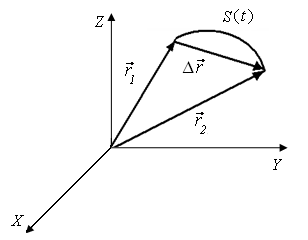 Z
S(t)
r⃗₁
Δr⃗
r⃗₂
Y
X